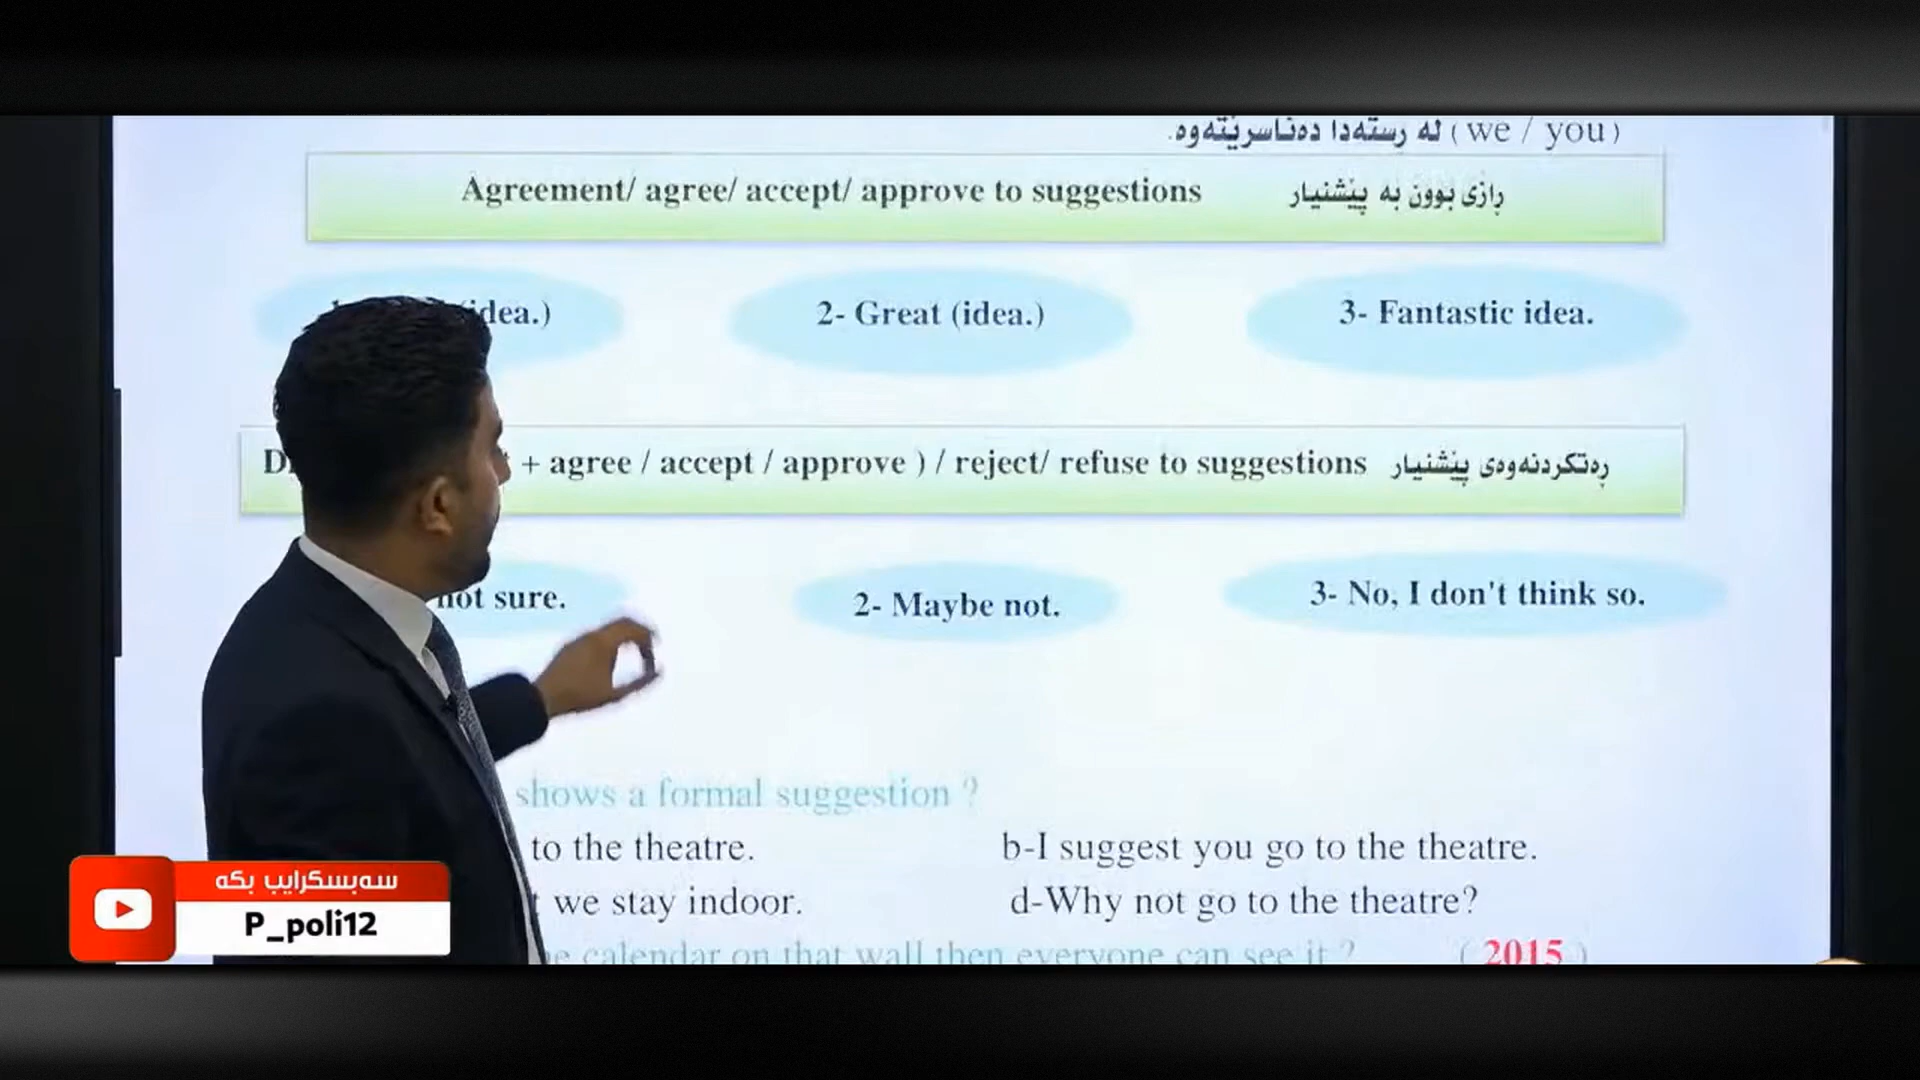 (we / you) لە رستەدا دەناسرێتەوە.
Agreement/ agree/ accept/ approve to suggestions ڕازی بوون بە پێشنیار
idea.)
2- Great (idea.)
3- Fantastic idea.
+ agree / accept / approve ) / reject/ refuse to suggestions ڕەتکردنەوەی پێشنیار
not sure.
2- Maybe not.
3- No, I don't think so.
shows a formal suggestion ?
to the theatre.
b-I suggest you go to the theatre.
we stay indoor.
d-Why not go to the theatre?
calendar on that wall then everyone can see it ? ( 2015 )
سەبسکرایب بکە
P_poli12